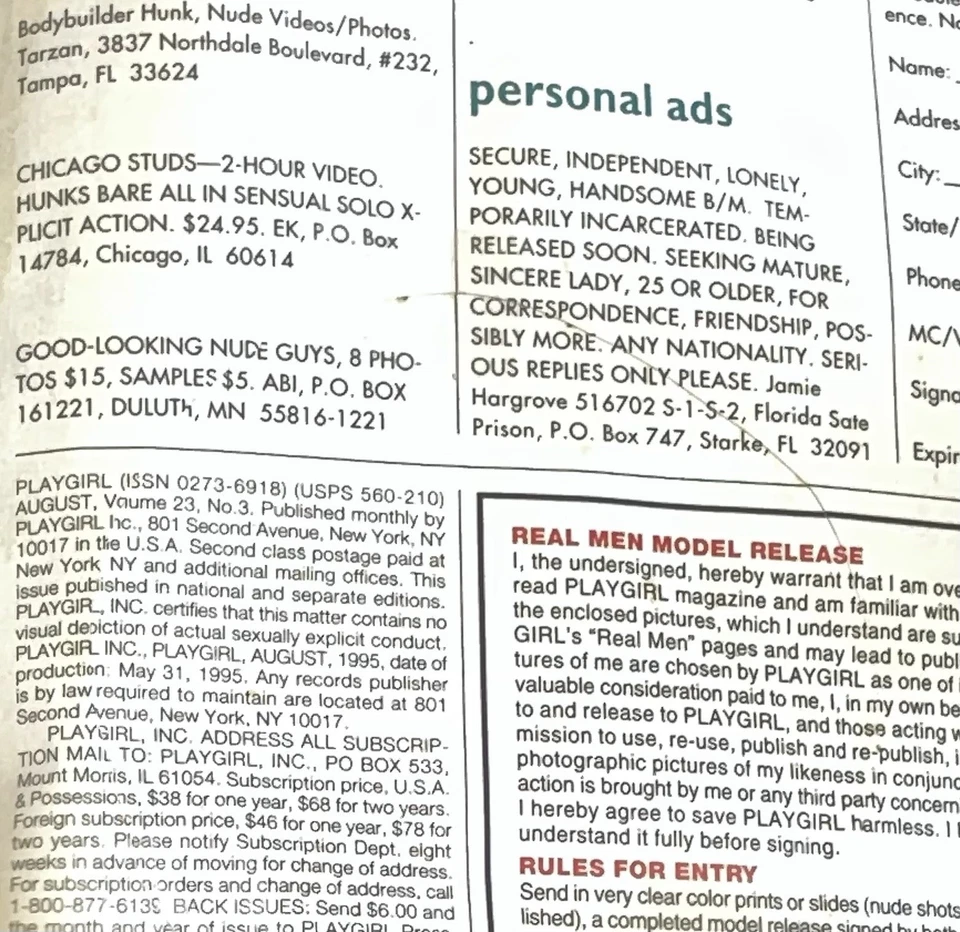 Bodybuilder Hunk, Nude Videos/Photos.
Tarzan, 3837 Northdale Boulevard, #232,
Tampa, FL 33624
CHICAGO STUDS—2-HOUR VIDEO.
HUNKS BARE ALL IN SENSUAL SOLO X-
PLICIT ACTION. $24.95. EK, P.O. Box
14784, Chicago, IL 60614
GOOD-LOOKING NUDE GUYS, 8 PHO-
TOS $15, SAMPLES $5. ABI, P.O. BOX
161221, DULUTh, MN 55816-1221
personal ads
SECURE, INDEPENDENT, LONELY,
YOUNG, HANDSOME B/M. TEM-
PORARILY INCARCERATED. BEING
RELEASED SOON. SEEKING MATURE,
SINCERE LADY, 25 OR OLDER, FOR
CORRESPONDENCE, FRIENDSHIP, POS-
SIBLY MORE. ANY NATIONALITY. SERI-
OUS REPLIES ONLY PLEASE. Jamie
Hargrove 516702 S-1-S-2, Florida Sate
Prison, P.O. Box 747, Starke, FL 32091
ence. No
Name:
Addres
City:
State/
Phone
MC/V
Signa
Expir
PLAYGIRL (ISSN 0273-6918) (USPS 560-210)
AUGUST, Voume 23, No.3. Published monthly by
PLAYGIRL Inc., 801 Second Avenue, New York, NY
10017 in the U.S.A. Second class postage paid at
New York NY and additional mailing offices. This
issue published in national and separate editions.
PLAYGIRL, INC. certifies that this matter contains no
visual depiction of actual sexually explicit conduct.
PLAYGIRL INC., PLAYGIRL, AUGUST, 1995, date of
production: May 31, 1995. Any records publisher
is by law required to maintain are located at 801
Second Avenue, New York, NY 10017.
PLAYGIRL, INC. ADDRESS ALL SUBSCRIP-
TION MAIL TO: PLAYGIRL, INC., PO BOX 533,
Mount Morris, IL 61054. Subscription price, U.S.A.
& Possessions, $38 for one year, $68 for two years.
Foreign subscription price, $46 for one year, $78 for
two years. Please notify Subscription Dept. eight
weeks in advance of moving for change of address.
For subscription orders and change of address, call
1-800-877-6139 BACK ISSUES: Send $6.00 and
the month and year of issue to PLAYGIRL
REAL MEN MODEL RELEASE
I, the undersigned, hereby warrant that I am ove
read PLAYGIRL magazine and am familiar with
the enclosed pictures, which I understand are su
GIRL's "Real Men" pages and may lead to publ
tures of me are chosen by PLAYGIRL as one of
valuable consideration paid to me, I, in my own be
to and release to PLAYGIRL, and those acting w
mission to use, re-use, publish and re-publish, i
photographic pictures of my likeness in conjunc
action is brought by me or any third party concern
I hereby agree to save PLAYGIRL harmless. I
understand it fully before signing.
RULES FOR ENTRY
Send in very clear color prints or slides (nude shots
lished), a completed model release signed by both